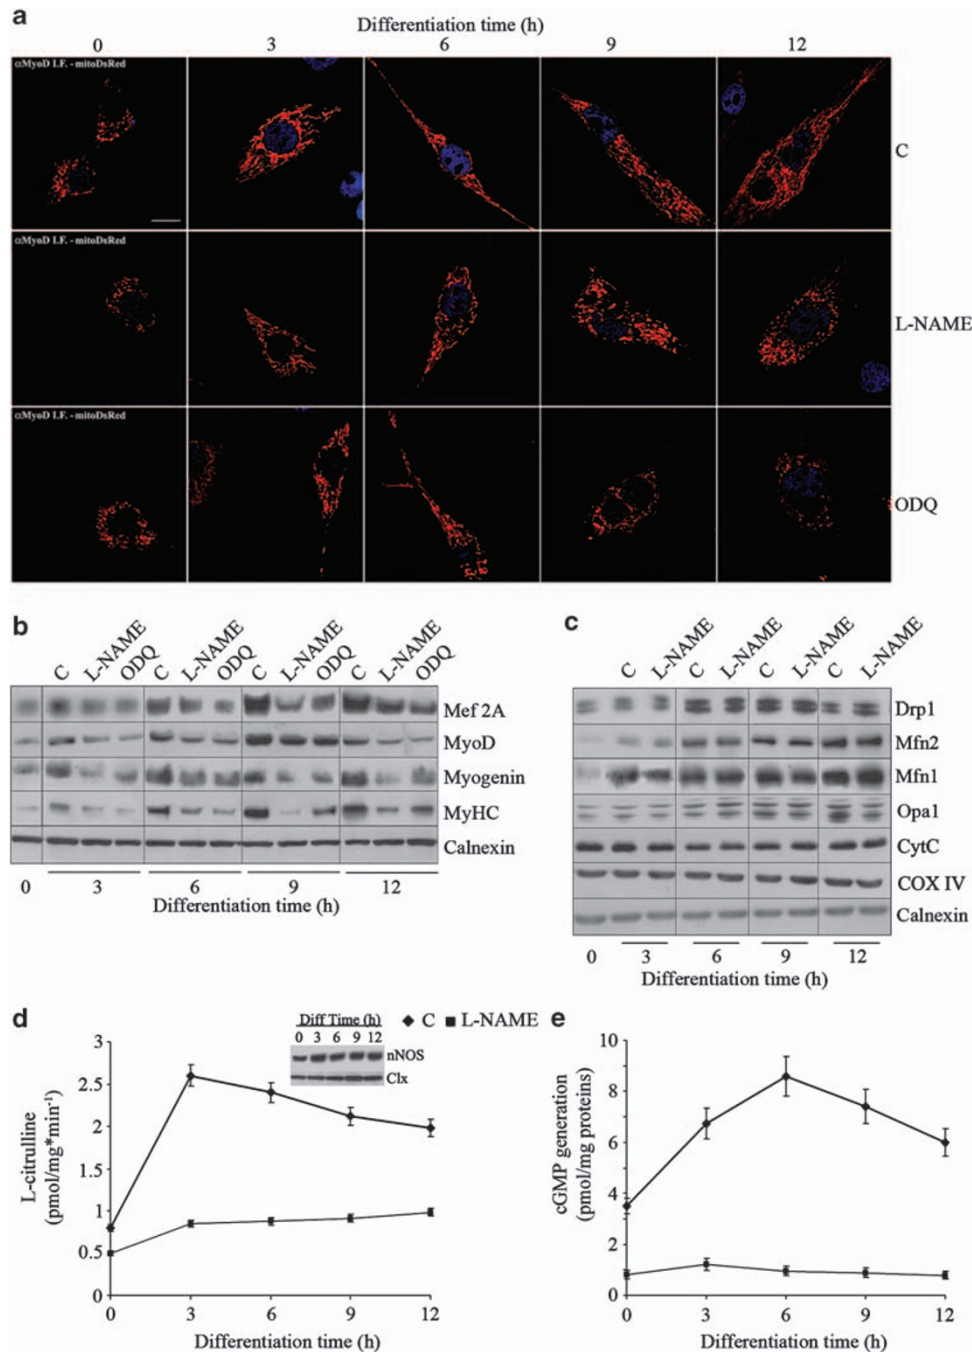 a
Differentiation time (h)
0 3 6 9 12
αMyoD I.F. - mitoDsRed
C
αMyoD I.F. - mitoDsRed
L-NAME
αMyoD I.F. - mitoDsRed
ODQ
b
C L-NAME ODQ C L-NAME ODQ C L-NAME ODQ C L-NAME ODQ
Mef 2A
MyoD
Myogenin
MyHC
Calnexin
0 3 6 9 12
Differentiation time (h)
c
C L-NAME C L-NAME C L-NAME C L-NAME
Drp1
Mfn2
Mfn1
Opa1
CytC
COX IV
Calnexin
0 3 6 9 12
Differentiation time (h)
d
Diff Time (h)
0 3 6 9 12
nNOS
Clx
C L-NAME
L-citrulline
(pmol/mg*min⁻¹)
3
2.5
2
1.5
1
0.5
0
0 3 6 9 12
Differentiation time (h)
e
cGMP generation
(pmol/mg proteins)
10
8
6
4
2
0
0 3 6 9 12
Differentiation time (h)